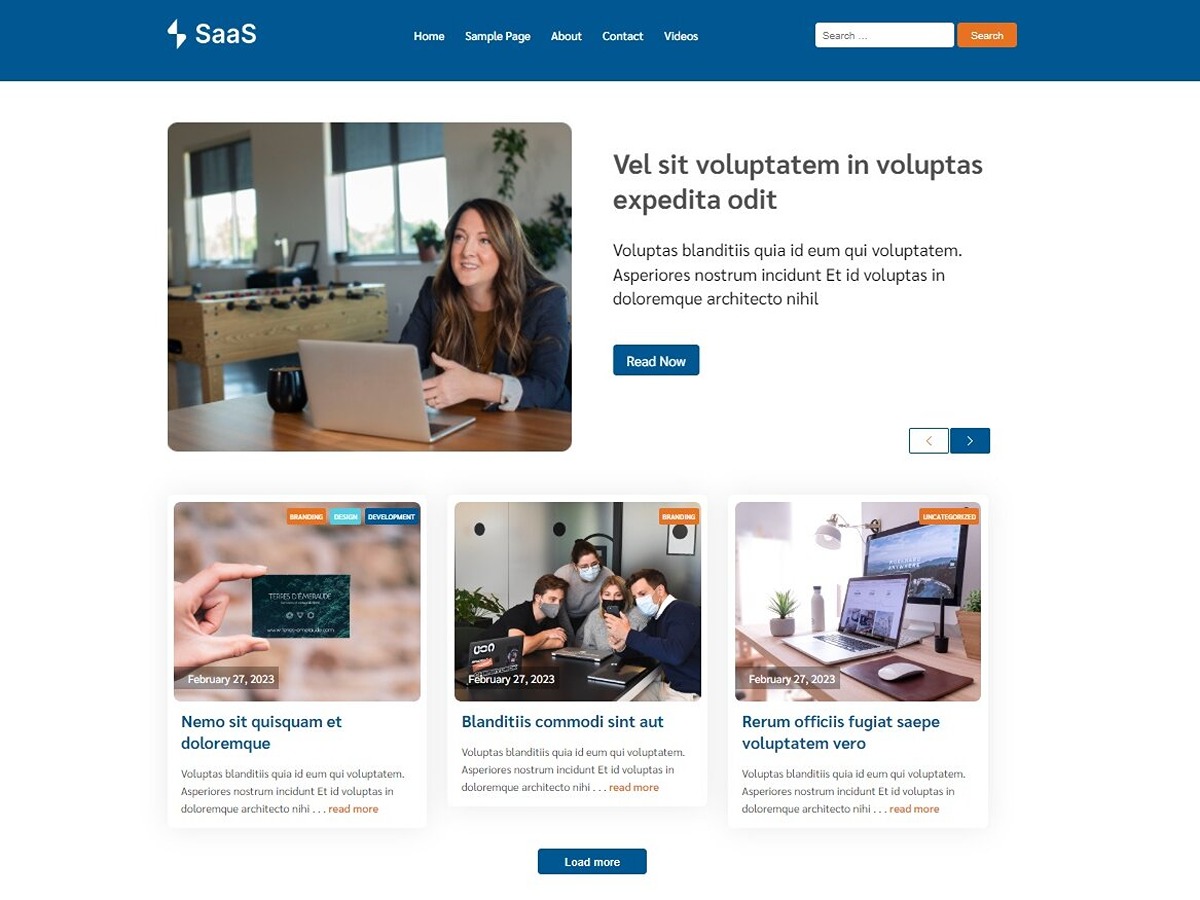 SaaS
Home Sample Page About Contact Videos
Search …
Search
Vel sit voluptatem in voluptas
expedita odit
Voluptas blanditiis quia id eum qui voluptatem.
Asperiores nostrum incidunt Et id voluptas in
doloremque architecto nihil
Read Now
BRANDING DESIGN DEVELOPMENT
TERRES D'ÉMERAUDE
www.terres-emeraude.com
February 27, 2023
Nemo sit quisquam et
doloremque
Voluptas blanditiis quia id eum qui voluptatem.
Asperiores nostrum incidunt Et id voluptas in
doloremque architecto nihi . . . read more
BRANDING
February 27, 2023
Blanditiis commodi sint aut
Voluptas blanditiis quia id eum qui voluptatem.
Asperiores nostrum incidunt Et id voluptas in
doloremque architecto nihi . . . read more
UNCATEGORIZED
February 27, 2023
Rerum officiis fugiat saepe
voluptatem vero
Voluptas blanditiis quia id eum qui voluptatem.
Asperiores nostrum incidunt Et id voluptas in
doloremque architecto nihi . . . read more
Load more